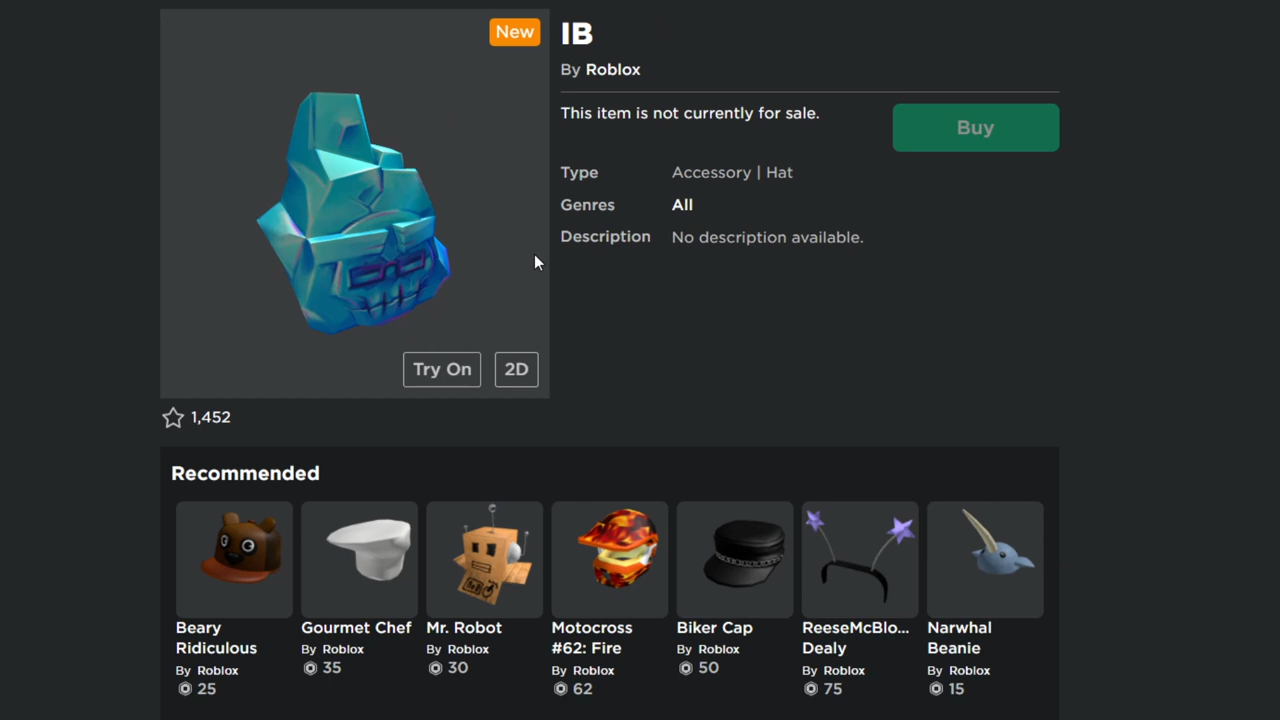 New
IB
By Roblox
This item is not currently for sale.
Buy
Type Accessory | Hat
Genres All
Description No description available.
Try On
2D
1,452
Recommended
Beary Ridiculous
By Roblox
25
Gourmet Chef
By Roblox
35
Mr. Robot
By Roblox
30
Motocross #62: Fire
By Roblox
62
Biker Cap
By Roblox
50
ReeseMcBlo... Dealy
By Roblox
75
Narwhal Beanie
By Roblox
15